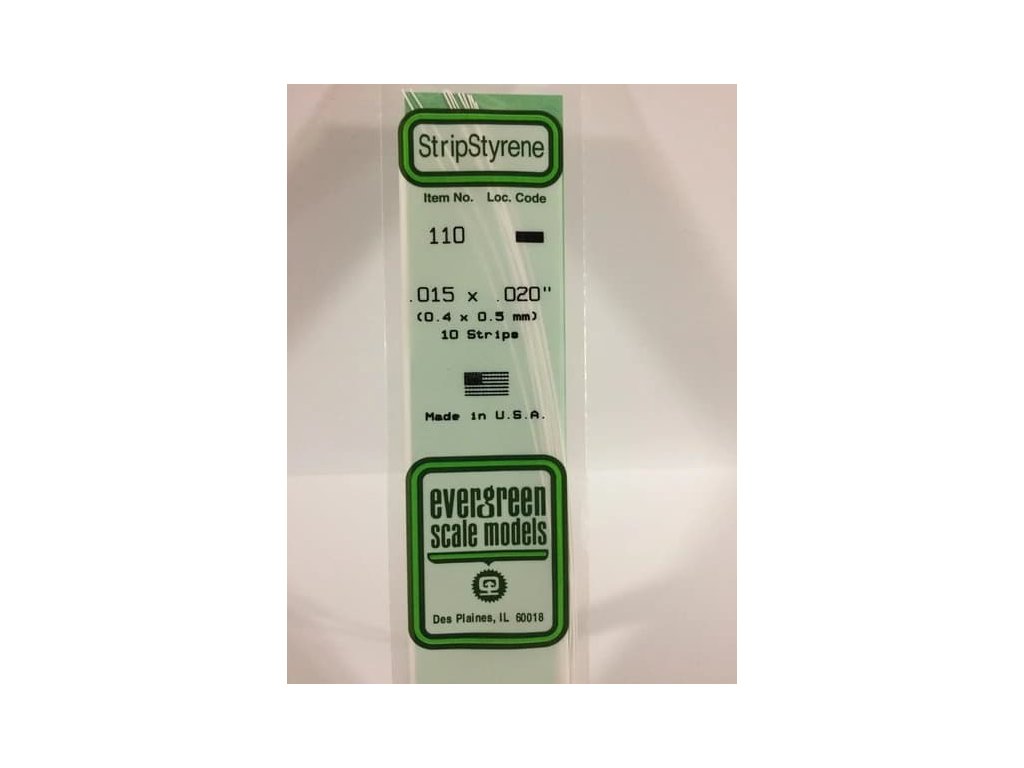 StripStyrene
Item No. Loc. Code
110
.015 x .020"
(0.4 x 0.5 mm)
10 Strips
Made in U.S.A.
evergreen
scale models
Des Plaines, IL 60018